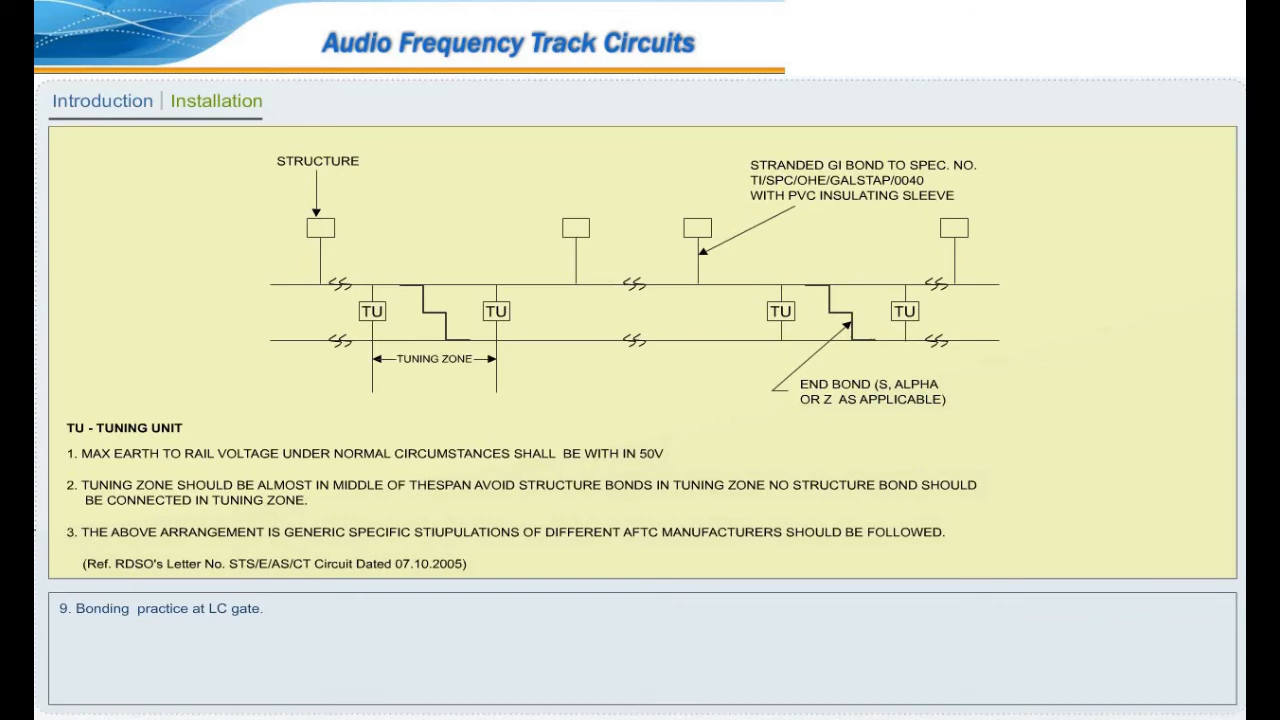 Audio Frequency Track Circuits
Introduction | Installation
STRUCTURE
STRANDED GI BOND TO SPEC. NO.
TI/SPC/OHE/GALSTAP/0040
WITH PVC INSULATING SLEEVE
TU TU TU TU
TUNING ZONE
END BOND (S, ALPHA
OR Z AS APPLICABLE)
TU - TUNING UNIT
1. MAX EARTH TO RAIL VOLTAGE UNDER NORMAL CIRCUMSTANCES SHALL BE WITH IN 50V
2. TUNING ZONE SHOULD BE ALMOST IN MIDDLE OF THESPAN AVOID STRUCTURE BONDS IN TUNING ZONE NO STRUCTURE BOND SHOULD
BE CONNECTED IN TUNING ZONE.
3. THE ABOVE ARRANGEMENT IS GENERIC SPECIFIC STIUPULATIONS OF DIFFERENT AFTC MANUFACTURERS SHOULD BE FOLLOWED.
(Ref. RDSO's Letter No. STS/E/AS/CT Circuit Dated 07.10.2005)
9. Bonding practice at LC gate.